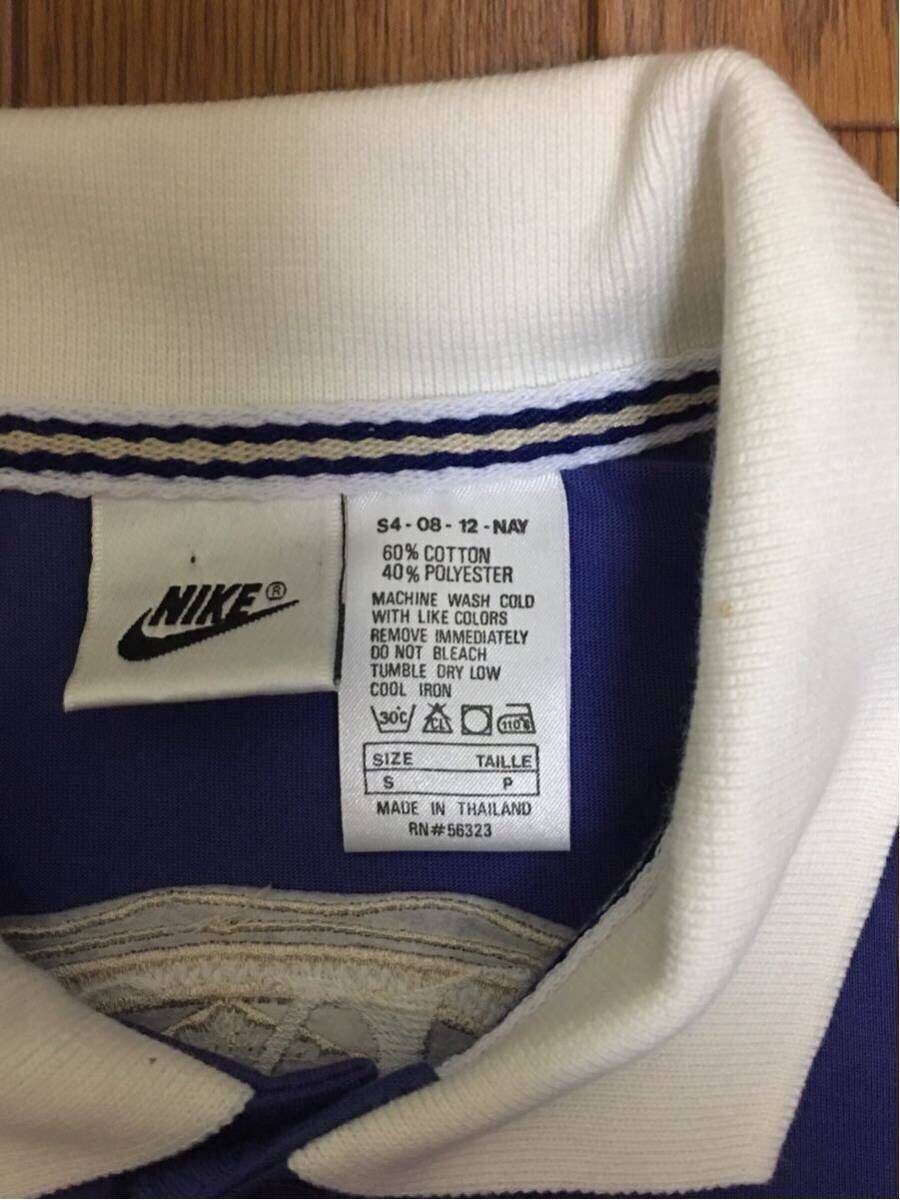 NIKE®
S4-08-12-NAY
60% COTTON
40% POLYESTER
MACHINE WASH COLD
WITH LIKE COLORS
REMOVE IMMEDIATELY
DO NOT BLEACH
TUMBLE DRY LOW
COOL IRON
30°C CL 110°C
SIZE TAILLE
S P
MADE IN THAILAND
RN#56323